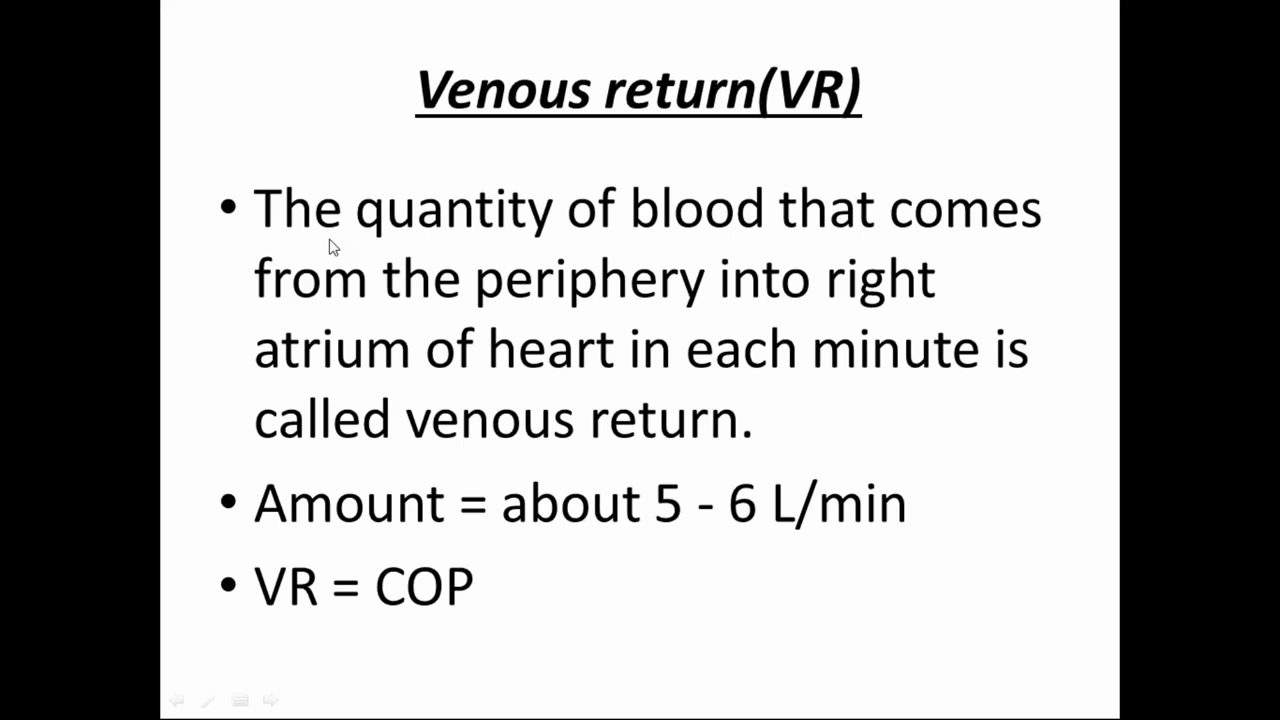 Venous return(VR)
• The quantity of blood that comes
from the periphery into right
atrium of heart in each minute is
called venous return.
• Amount = about 5 - 6 L/min
• VR = COP